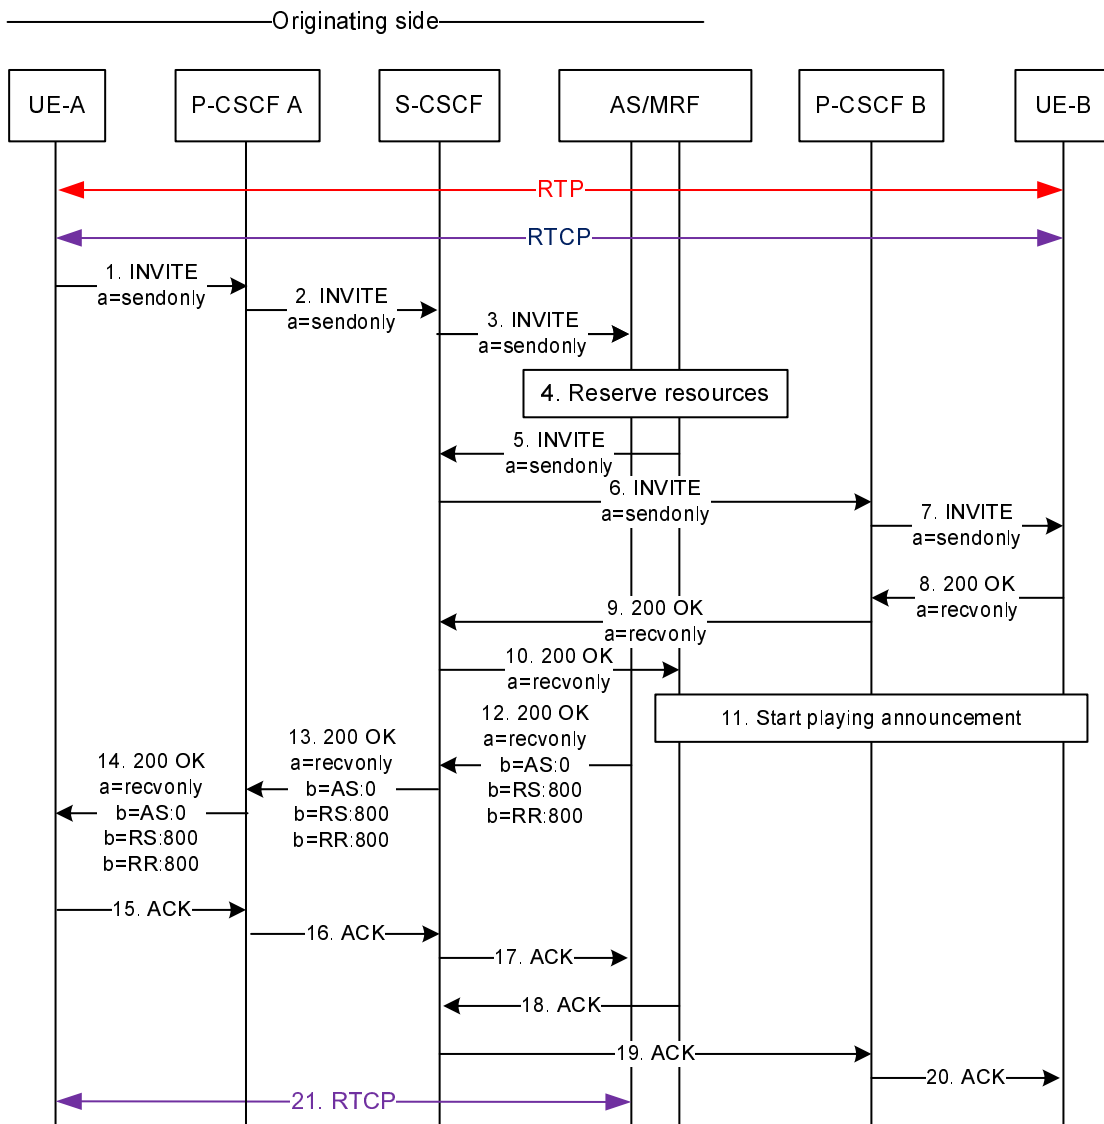 Originating side
UE-A
P-CSCF A
S-CSCF
AS/MRF
P-CSCF B
UE-B
RTP
RTCP
1. INVITE
a=sendonly
2. INVITE
a=sendonly
3. INVITE
a=sendonly
4. Reserve resources
5. INVITE
a=sendonly
6. INVITE
a=sendonly
7. INVITE
a=sendonly
8. 200 OK
a=recvonly
9. 200 OK
a=recvonly
10. 200 OK
a=recvonly
11. Start playing announcement
12. 200 OK
a=recvonly
b=AS:0
b=RS:800
b=RR:800
13. 200 OK
a=recvonly
b=AS:0
b=RS:800
b=RR:800
14. 200 OK
a=recvonly
b=AS:0
b=RS:800
b=RR:800
15. ACK
16. ACK
17. ACK
18. ACK
19. ACK
20. ACK
21. RTCP